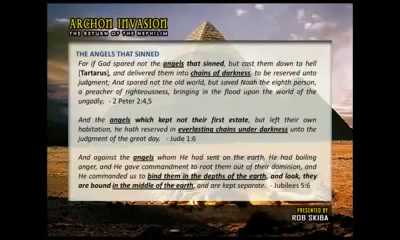 ARCHON INVASION
THE RETURN OF THE NEPHILIM
THE ANGELS THAT SINNED
For if God spared not the angels that sinned, but cast them down to hell
[Tartarus], and delivered them into chains of darkness, to be reserved unto
judgment; And spared not the old world, but saved Noah the eighth person,
a preacher of righteousness, bringing in the flood upon the world of the
ungodly; - 2 Peter 2:4,5
And the angels which kept not their first estate, but left their own
habitation, he hath reserved in everlasting chains under darkness unto the
judgment of the great day. - Jude 1:6
And against the angels whom He had sent on the earth, He had boiling
anger, and He gave commandment to root them out of their dominion, and
He commanded us to bind them in the depths of the earth, and look, they
are bound in the middle of the earth, and are kept separate. - Jubilees 5:6
PRESENTED BY
ROB SKIBA